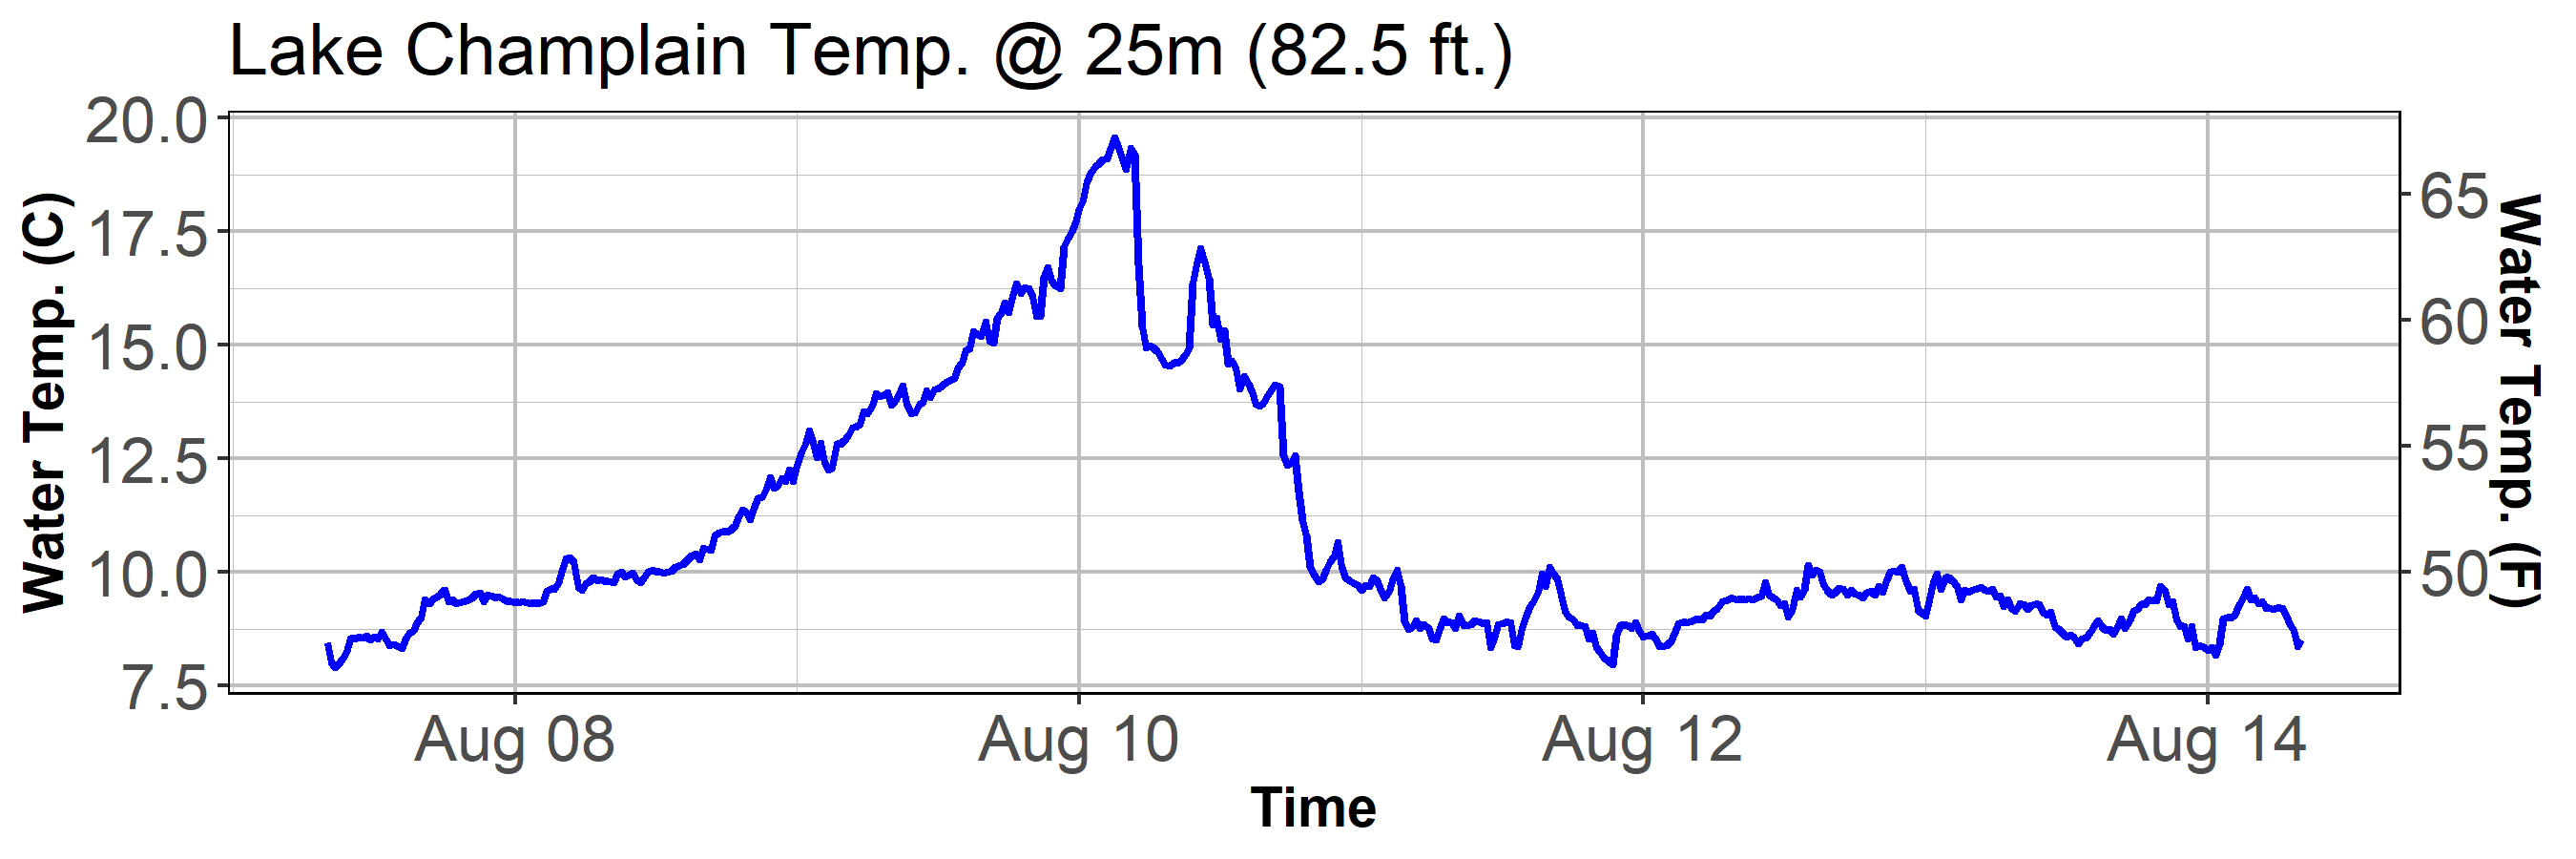 Lake Champlain Temp. @ 25m (82.5 ft.)
Water Temp. (C)
20.0
17.5
15.0
12.5
10.0
7.5
65
60
55
50
Water Temp. (F)
Aug 08 Aug 10 Aug 12 Aug 14
Time